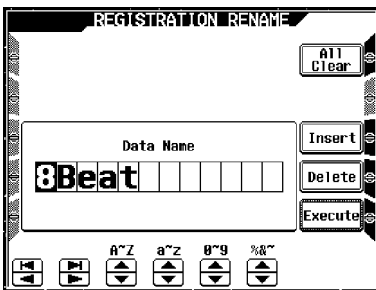 REGISTRATION RENAME
All
Clear
Data Name
Insert
8Beat
Delete
Execute
A~Z a~z 0~9 %&~